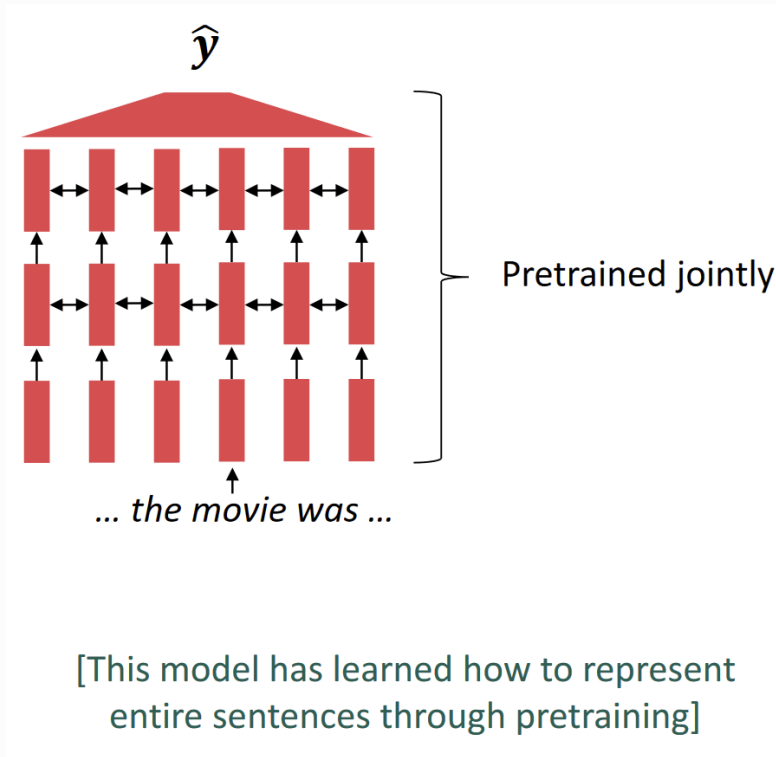 ŷ
Pretrained jointly
... the movie was ...
[This model has learned how to represent
entire sentences through pretraining]